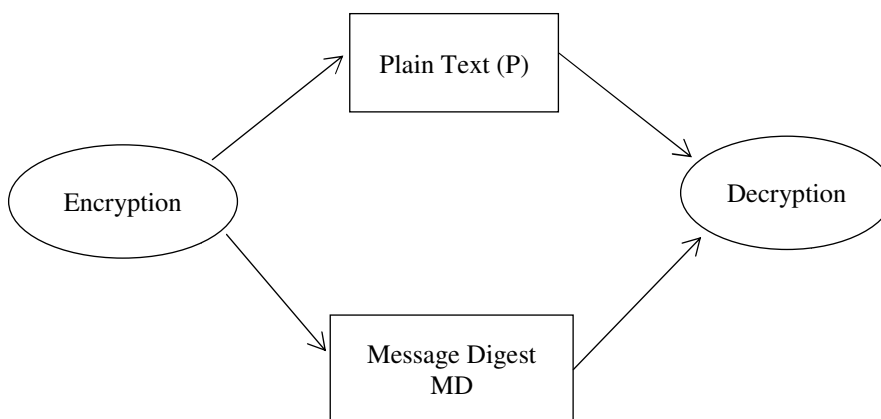 Plain Text (P)
Encryption
Decryption
Message Digest
MD